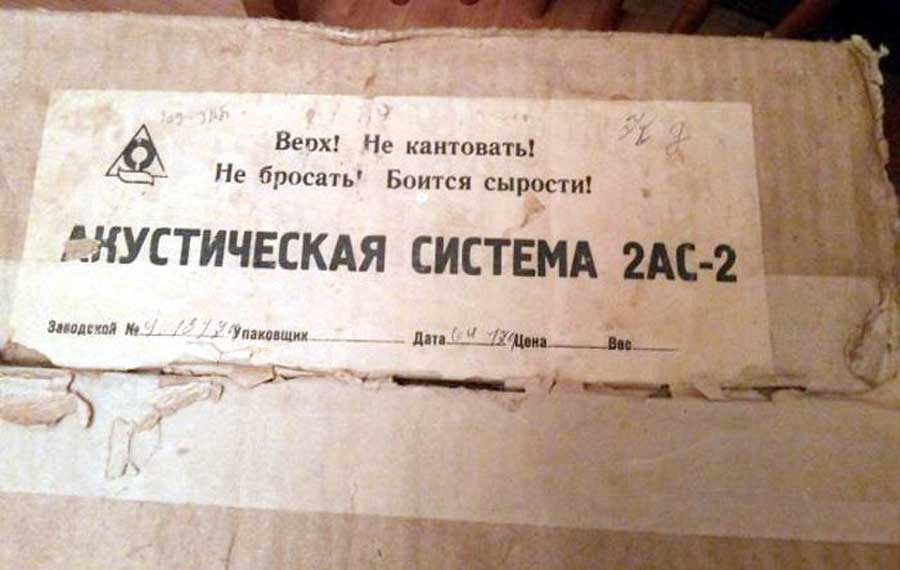 Верх! Не кантовать!
Не бросать! Боится сырости!
АКУСТИЧЕСКАЯ СИСТЕМА 2АС-2
Заводской № Упаковщик Дата Цена Вес